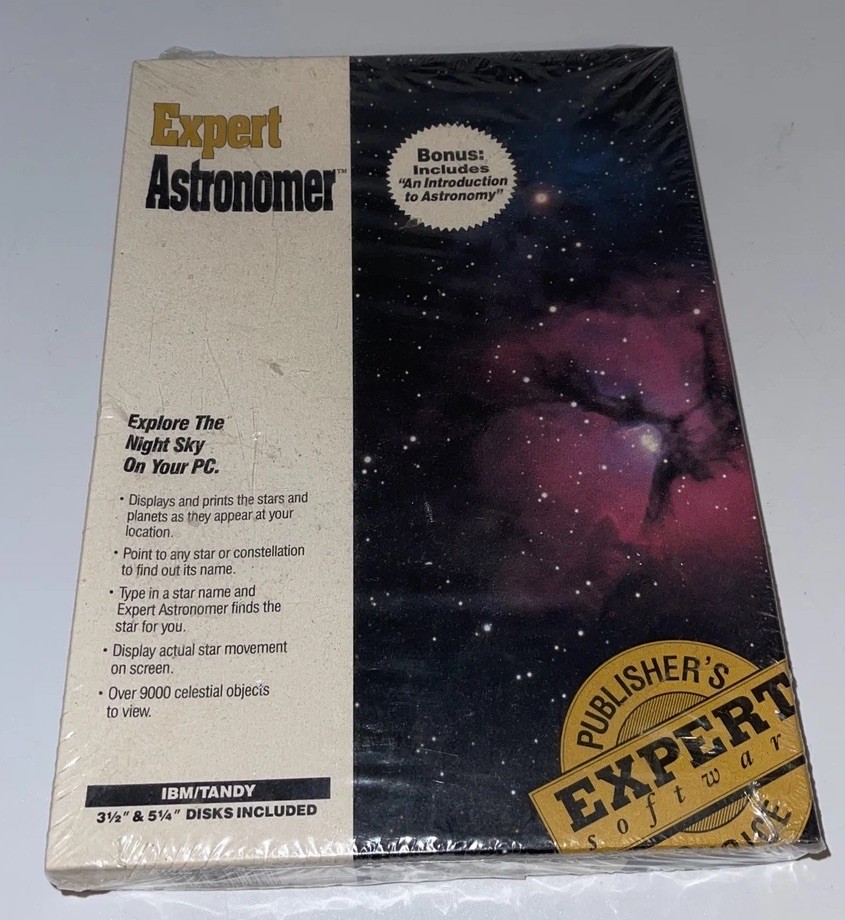 Expert
Astronomer™
Bonus:
Includes
"An Introduction
to Astronomy"
Explore The
Night Sky
On Your PC.
• Displays and prints the stars and
planets as they appear at your
location.
• Point to any star or constellation
to find out its name.
• Type in a star name and
Expert Astronomer finds the
star for you.
• Display actual star movement
on screen.
• Over 9000 celestial objects
to view.
IBM/TANDY
3½" & 5¼" DISKS INCLUDED
PUBLISHER'S
EXPERT
softwar